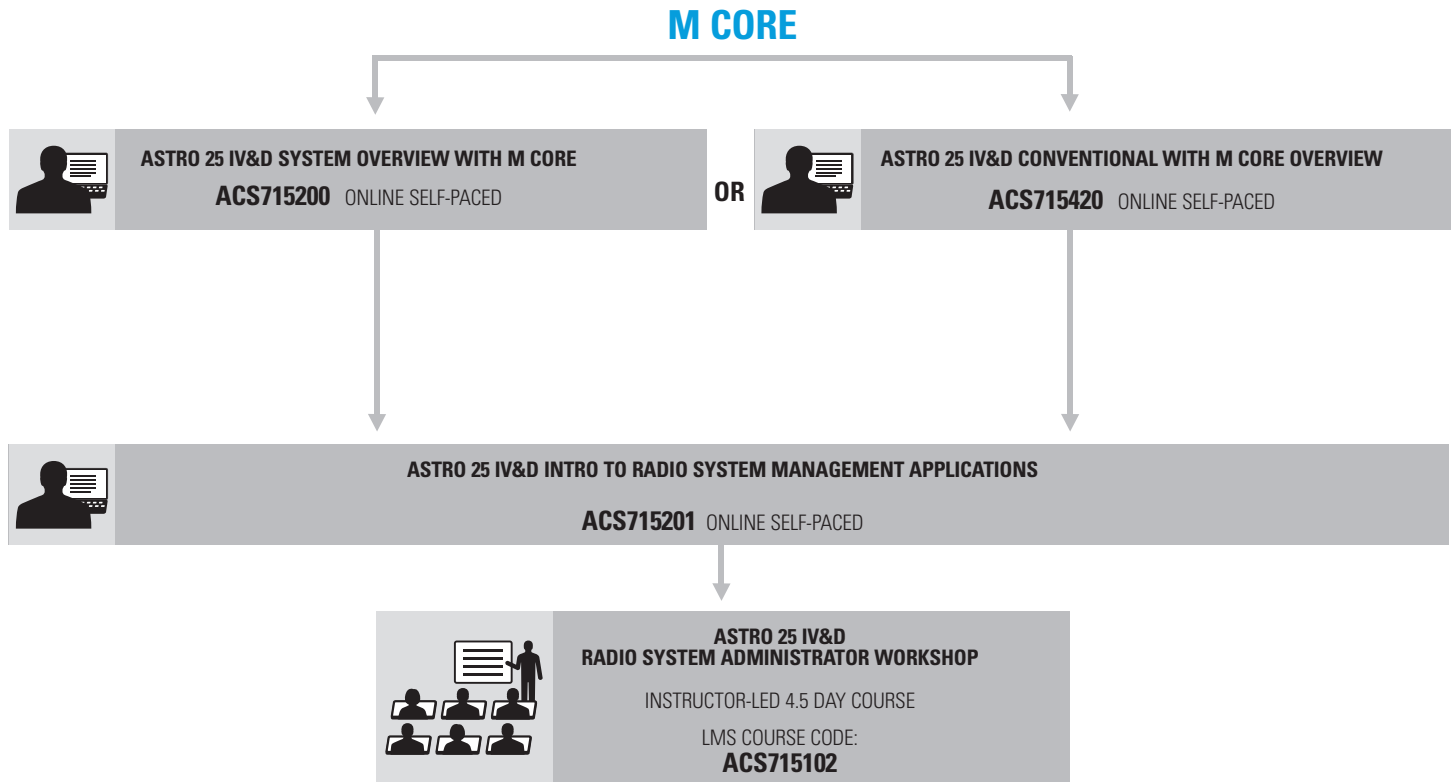 M CORE
ASTRO 25 IV&D SYSTEM OVERVIEW WITH M CORE
ACS715200 ONLINE SELF-PACED
OR
ASTRO 25 IV&D CONVENTIONAL WITH M CORE OVERVIEW
ACS715420 ONLINE SELF-PACED
ASTRO 25 IV&D INTRO TO RADIO SYSTEM MANAGEMENT APPLICATIONS
ACS715201 ONLINE SELF-PACED
ASTRO 25 IV&D
RADIO SYSTEM ADMINISTRATOR WORKSHOP
INSTRUCTOR-LED 4.5 DAY COURSE
LMS COURSE CODE:
ACS715102